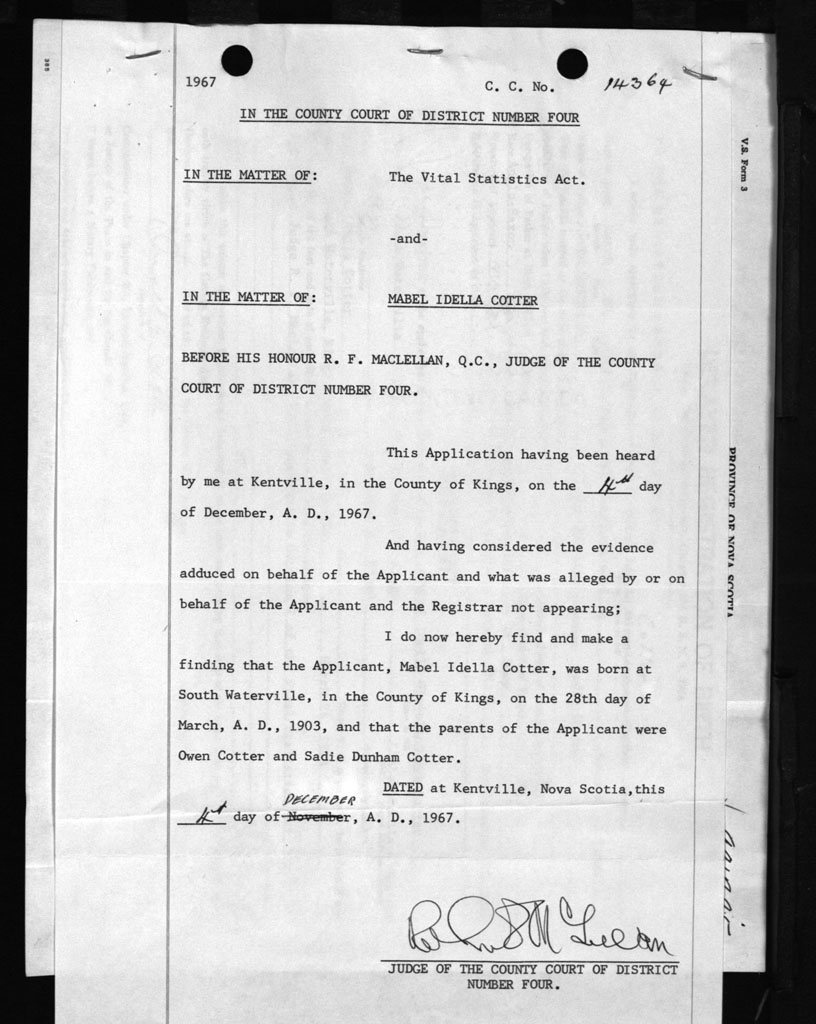 1967 C. C. No. 14364
IN THE COUNTY COURT OF DISTRICT NUMBER FOUR
IN THE MATTER OF: The Vital Statistics Act.
-and-
IN THE MATTER OF: MABEL IDELLA COTTER
BEFORE HIS HONOUR R. F. MACLELLAN, Q.C., JUDGE OF THE COUNTY
COURT OF DISTRICT NUMBER FOUR.
This Application having been heard
by me at Kentville, in the County of Kings, on the 4th day
of December, A. D., 1967.
And having considered the evidence
adduced on behalf of the Applicant and what was alleged by or on
behalf of the Applicant and the Registrar not appearing;
I do now hereby find and make a
finding that the Applicant, Mabel Idella Cotter, was born at
South Waterville, in the County of Kings, on the 28th day of
March, A. D., 1903, and that the parents of the Applicant were
Owen Cotter and Sadie Dunham Cotter.
DATED at Kentville, Nova Scotia,this
DECEMBER
4th day of November, A. D., 1967.
JUDGE OF THE COUNTY COURT OF DISTRICT
NUMBER FOUR.
V.S. Form 3
PROVINCE OF NOVA SCOTIA
305